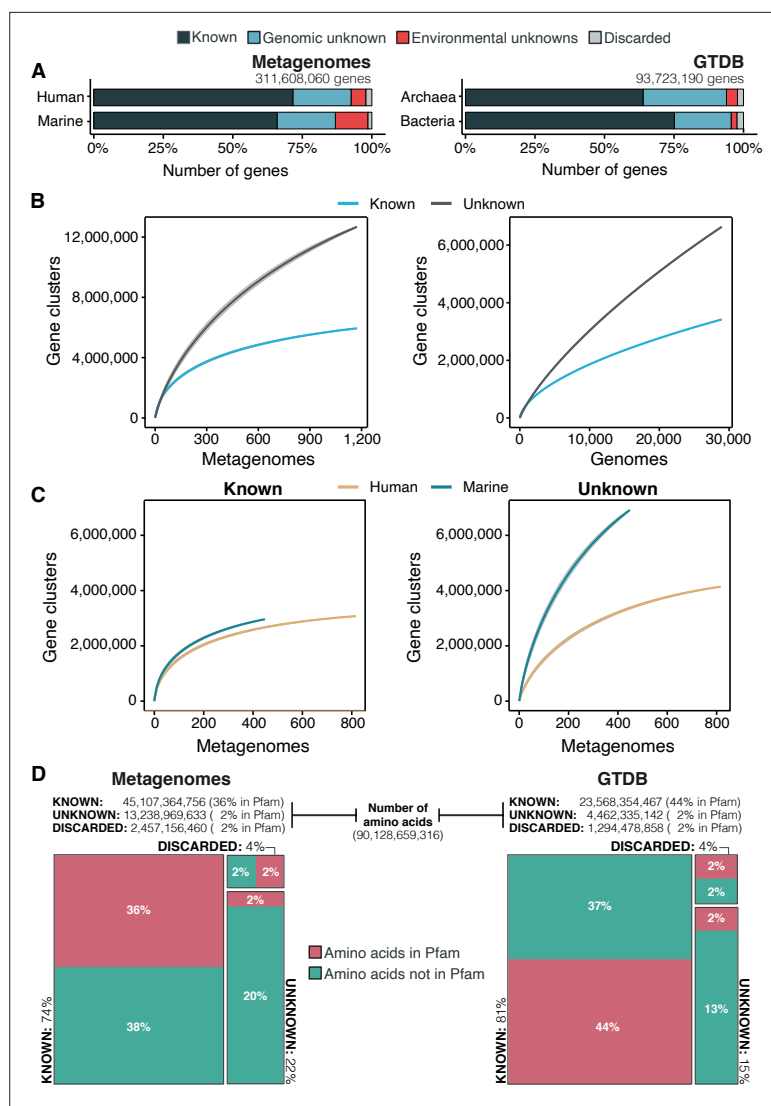 Known Genomic unknown Environmental unknowns Discarded
A
Metagenomes
311,608,060 genes
Human
Marine
0% 25% 50% 75% 100%
Number of genes
GTDB
93,723,190 genes
Archaea
Bacteria
0% 25% 50% 75% 100%
Number of genes
B
Known Unknown
Gene clusters
12,000,000
8,000,000
4,000,000
0
0 300 600 900 1,200
Metagenomes
Gene clusters
6,000,000
4,000,000
2,000,000
0
0 10,000 20,000 30,000
Genomes
C
Human Marine
Known
Gene clusters
6,000,000
4,000,000
2,000,000
0
0 200 400 600 800
Metagenomes
Unknown
Gene clusters
6,000,000
4,000,000
2,000,000
0
0 200 400 600 800
Metagenomes
D
Metagenomes
KNOWN: 45,107,364,756 (36% in Pfam)
UNKNOWN: 13,238,969,633 ( 2% in Pfam)
DISCARDED: 2,457,156,460 ( 2% in Pfam)
Number of
amino acids
(90,128,659,316)
GTDB
KNOWN: 23,568,354,467 (44% in Pfam)
UNKNOWN: 4,462,335,142 ( 2% in Pfam)
DISCARDED: 1,294,478,858 ( 2% in Pfam)
DISCARDED: 4%
36%
38%
2% 2%
2%
20%
KNOWN: 74%
UNKNOWN: 22%
Amino acids in Pfam
Amino acids not in Pfam
DISCARDED: 4%
37%
44%
2%
2%
2%
13%
KNOWN: 81%
UNKNOWN: 15%